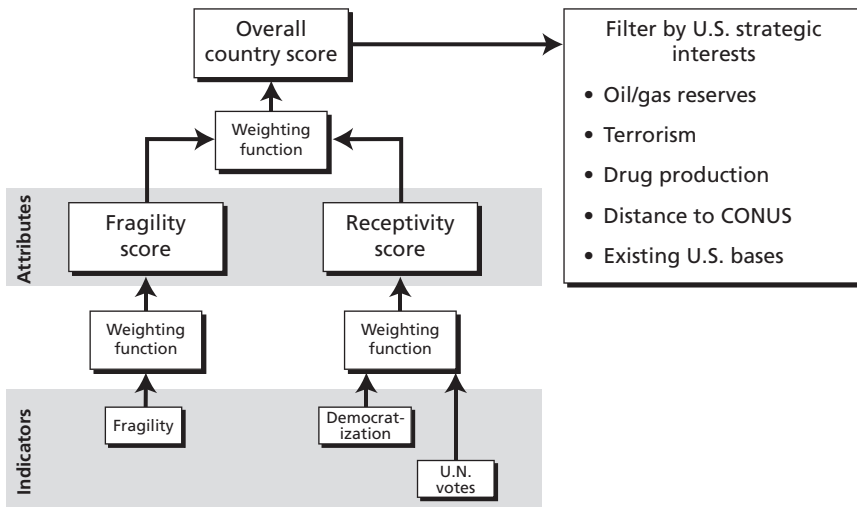 Overall
country score
Filter by U.S. strategic
interests
• Oil/gas reserves
• Terrorism
• Drug production
• Distance to CONUS
• Existing U.S. bases
Weighting
function
Attributes
Fragility
score
Receptivity
score
Weighting
function
Weighting
function
Indicators
Fragility
Democrat-
ization
U.N.
votes